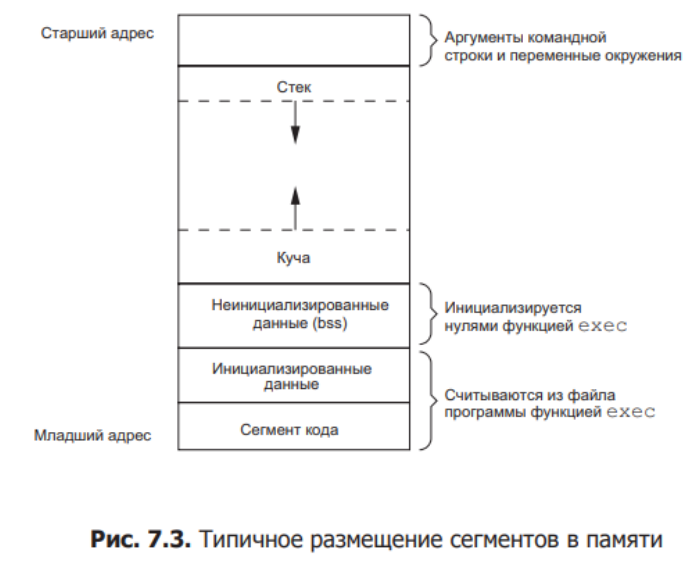 Старший адрес
Аргументы командной
строки и переменные окружения
Стек
Куча
Неинициализированные
данные (bss)
Инициализируется
нулями функцией exec
Инициализированные
данные
Считываются из файла
программы функцией exec
Сегмент кода
Младший адрес
Рис. 7.3. Типичное размещение сегментов в памяти